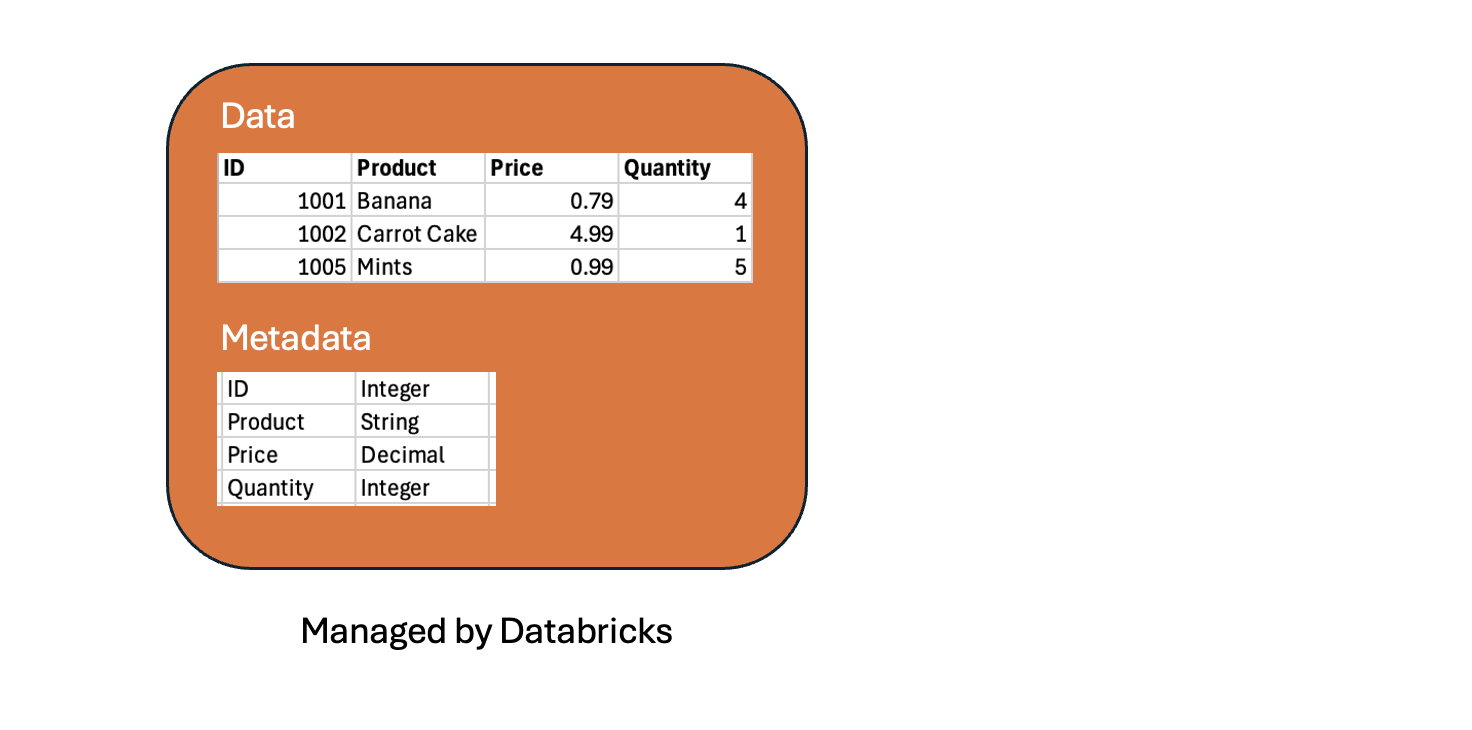 Data
ID Product Price Quantity
1001 Banana 0.79 4
1002 Carrot Cake 4.99 1
1005 Mints 0.99 5
Metadata
ID Integer
Product String
Price Decimal
Quantity Integer
Managed by Databricks